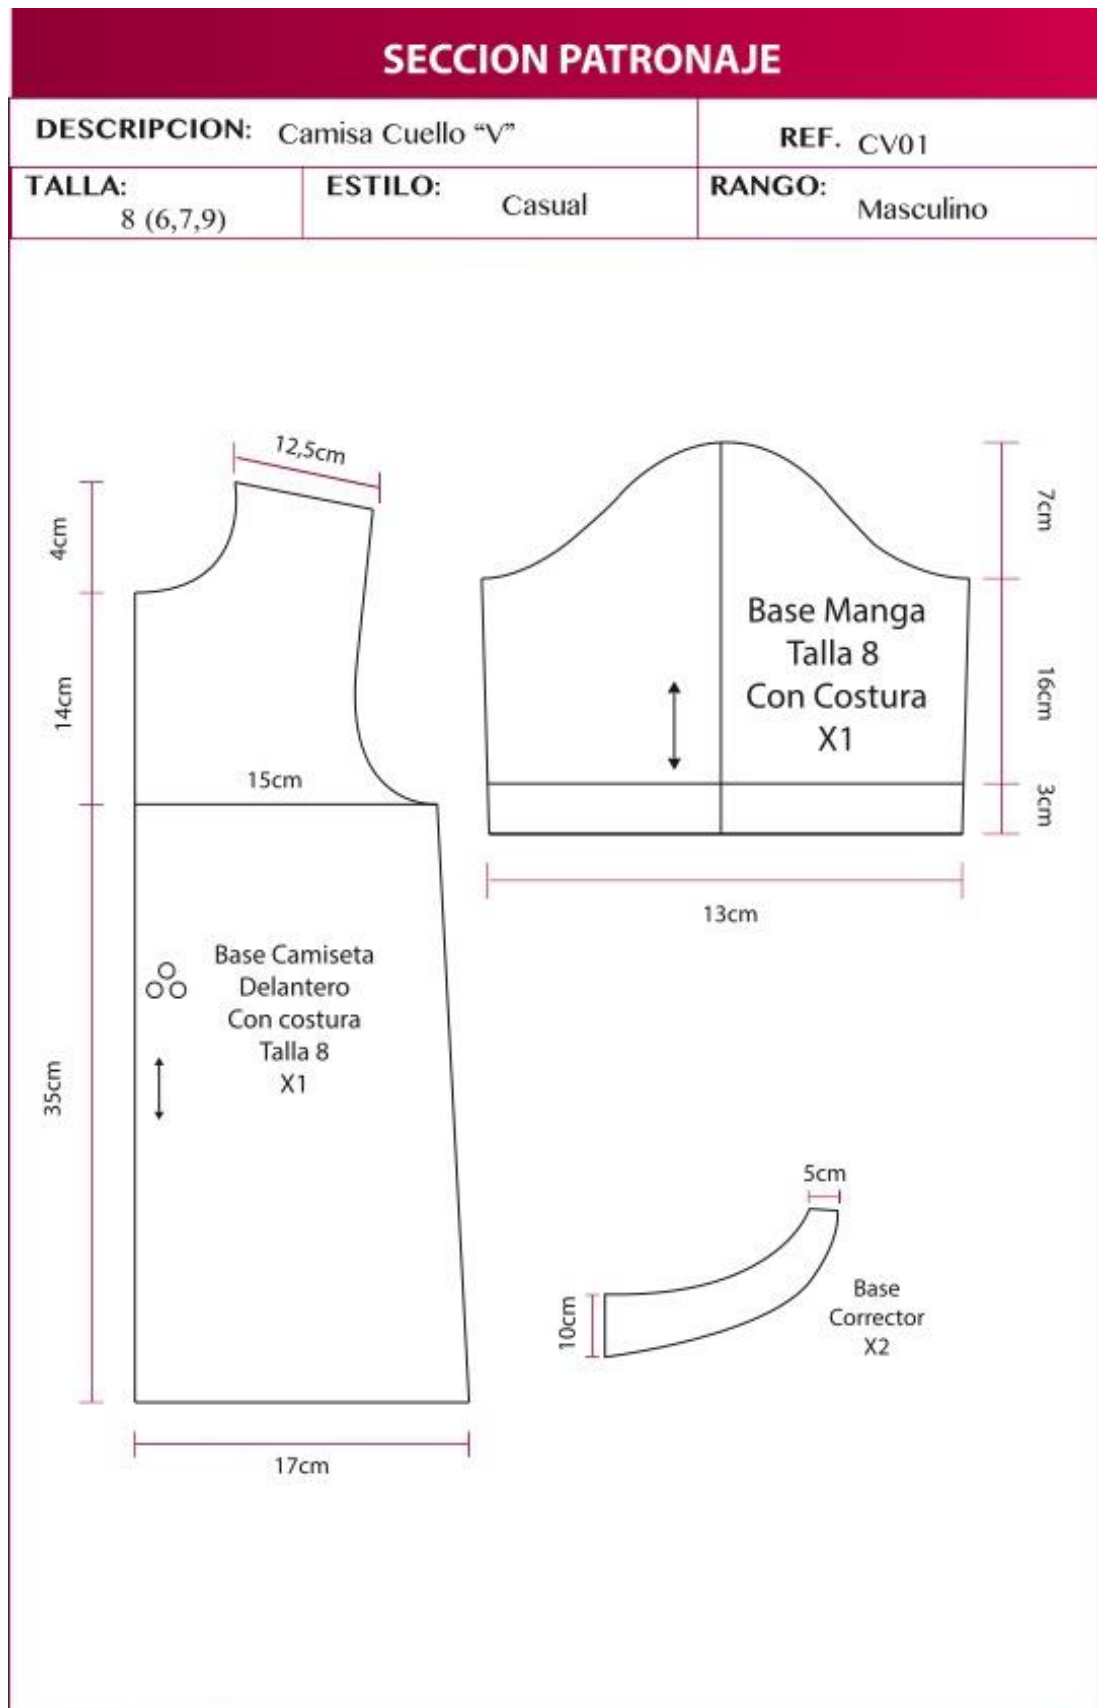 SECCION PATRONAJE
DESCRIPCION: Camisa Cuello “V”
REF. CV01
TALLA:
8 (6,7,9)
ESTILO:
Casual
RANGO:
Masculino
12,5cm
4cm
14cm
15cm
35cm
Base Camiseta
Delantero
Con costura
Talla 8
X1
17cm
7cm
Base Manga
Talla 8
Con Costura
X1
16cm
3cm
13cm
5cm
10cm
Base
Corrector
X2